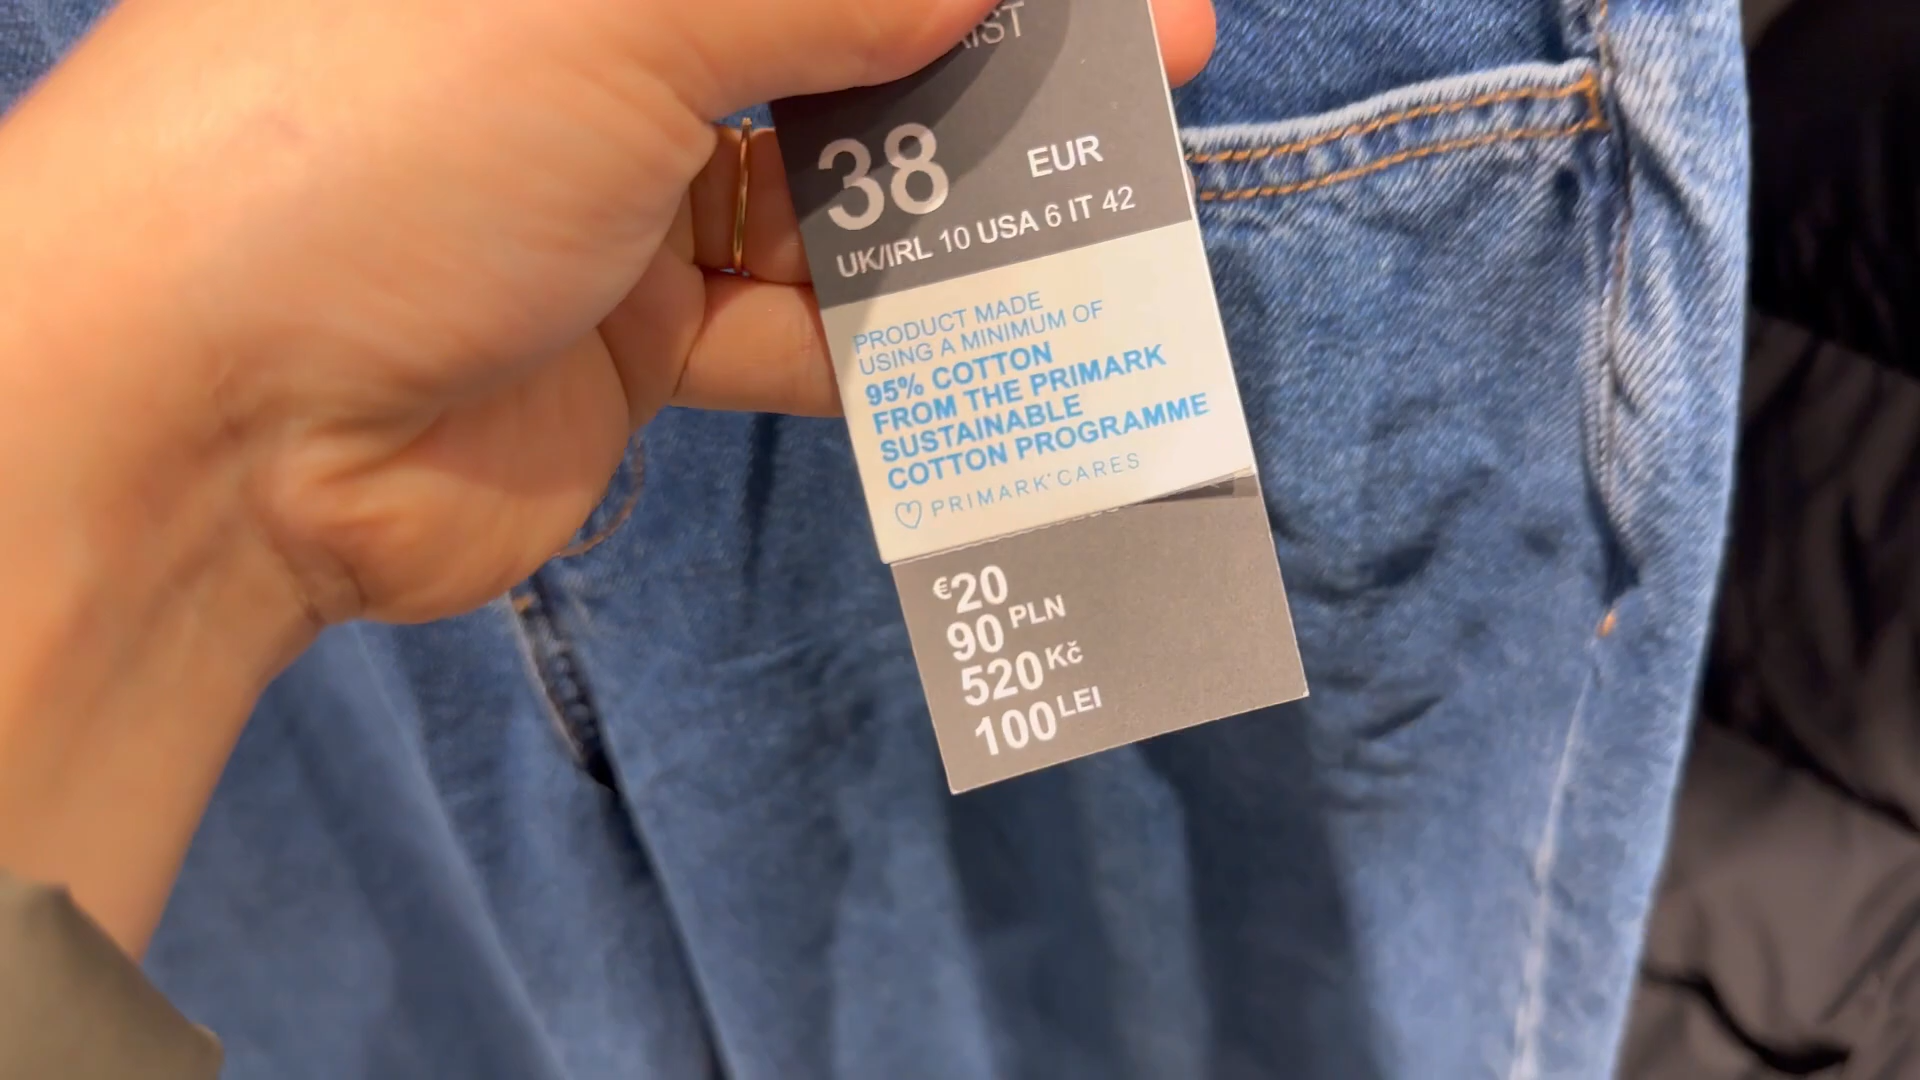 38 EUR
UK/IRL 10 USA 6 IT 42
PRODUCT MADE
USING A MINIMUM OF
95% COTTON
FROM THE PRIMARK
SUSTAINABLE
COTTON PROGRAMME
PRIMARK CARES
€20
90 PLN
520 Kč
100 LEI